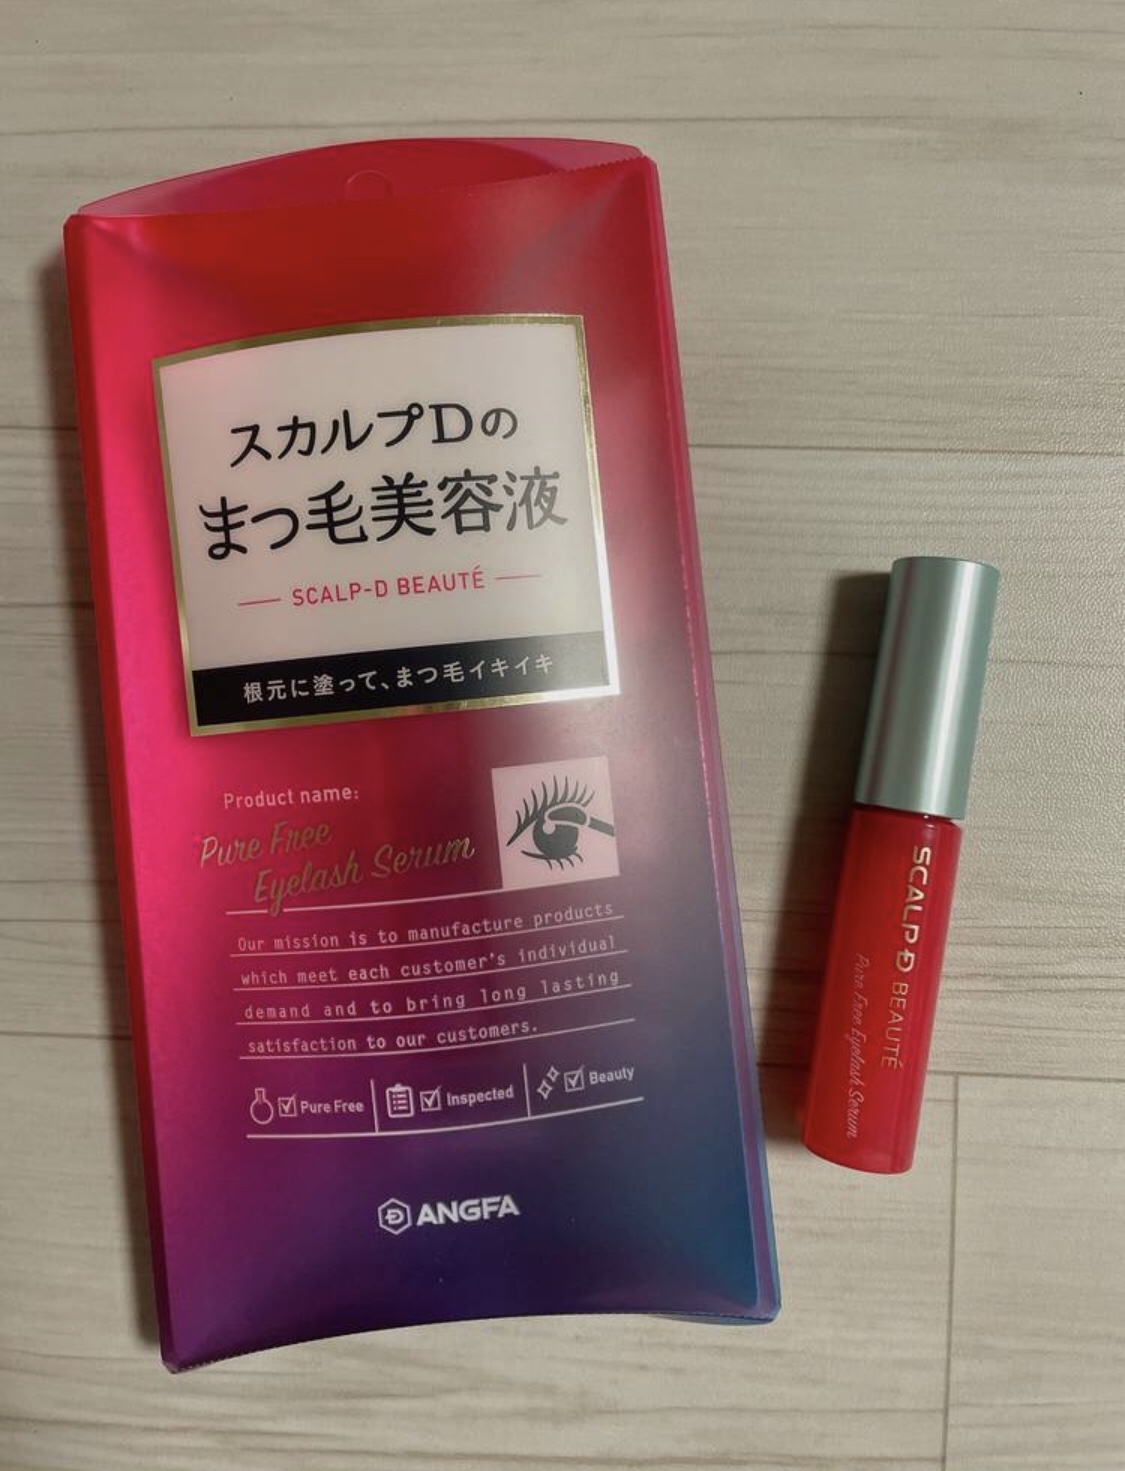 スカルプDの
まつ毛美容液
SCALP-D BEAUTÉ
根元に塗って、まつ毛イキイキ
Product name:
Pure Free
Eyelash Serum
Our mission is to manufacture products
which meet each customer's individual
demand and to bring long lasting
satisfaction to our customers.
Pure Free
Inspected
Beauty
ANGFA
SCALP-D BEAUTÉ
Pure Free Eyelash Serum